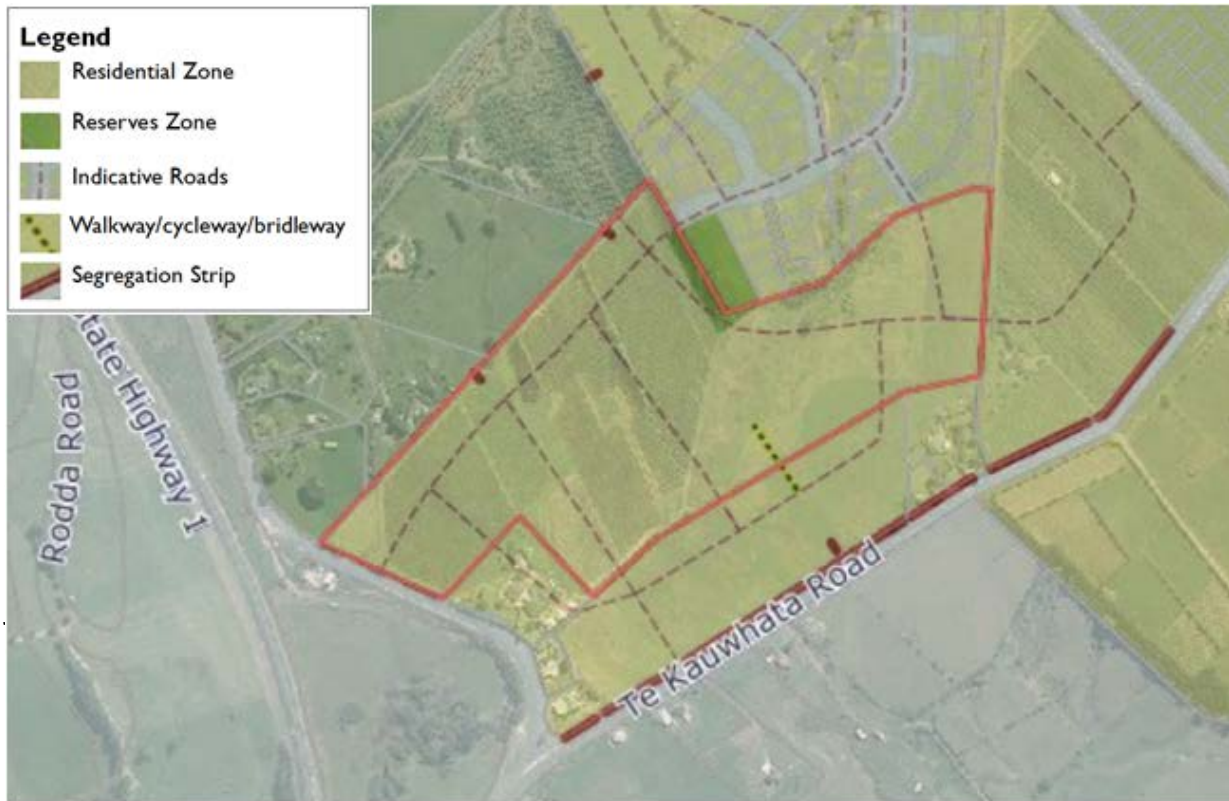 Legend
Residential Zone
Reserves Zone
Indicative Roads
Walkway/cycleway/bridleway
Segregation Strip
State Highway 1
Rodda Road
Te Kauwhata Road